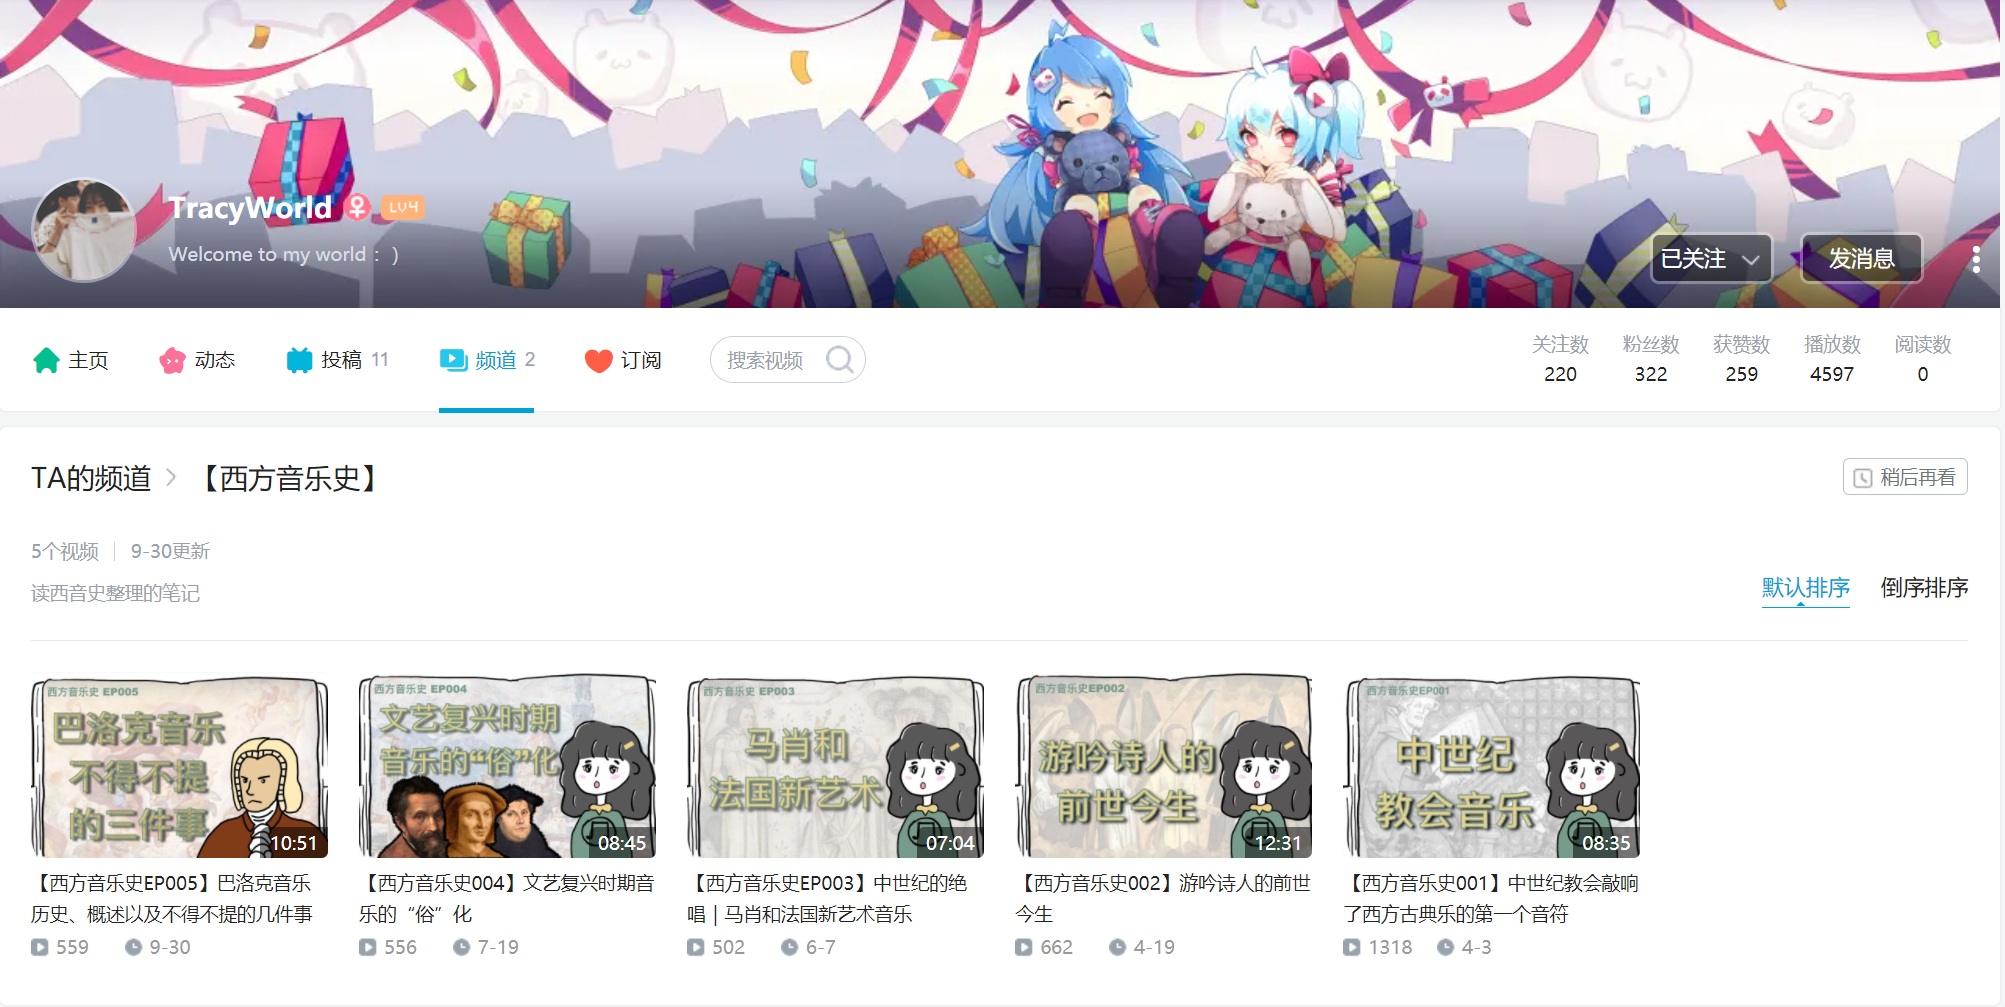 TracyWorld LV4
Welcome to my world：)
已关注
发消息
主页
动态
投稿 11
频道 2
订阅
搜索视频
关注数
220
粉丝数
322
获赞数
259
播放数
4597
阅读数
0
TA的频道
【西方音乐史】
稍后再看
5个视频
9-30更新
读西音史整理的笔记
默认排序
倒序排序
西方音乐史 EP005
巴洛克音乐
不得不提
的三件事
10:51
【西方音乐史EP005】巴洛克音乐
历史、概述以及不得不提的几件事
559
9-30
西方音乐史 EP004
文艺复兴时期
音乐的“俗”化
08:45
【西方音乐史004】文艺复兴时期音
乐的“俗”化
556
7-19
西方音乐史 EP003
马肖和
法国新艺术
07:04
【西方音乐史EP003】中世纪的绝
唱 | 马肖和法国新艺术音乐
502
6-7
西方音乐史EP002
游吟诗人的
前世今生
12:31
【西方音乐史002】游吟诗人的前世
今生
662
4-19
西方音乐史EP001
中世纪
教会音乐
08:35
【西方音乐史001】中世纪教会敲响
了西方古典乐的第一个音符
1318
4-3